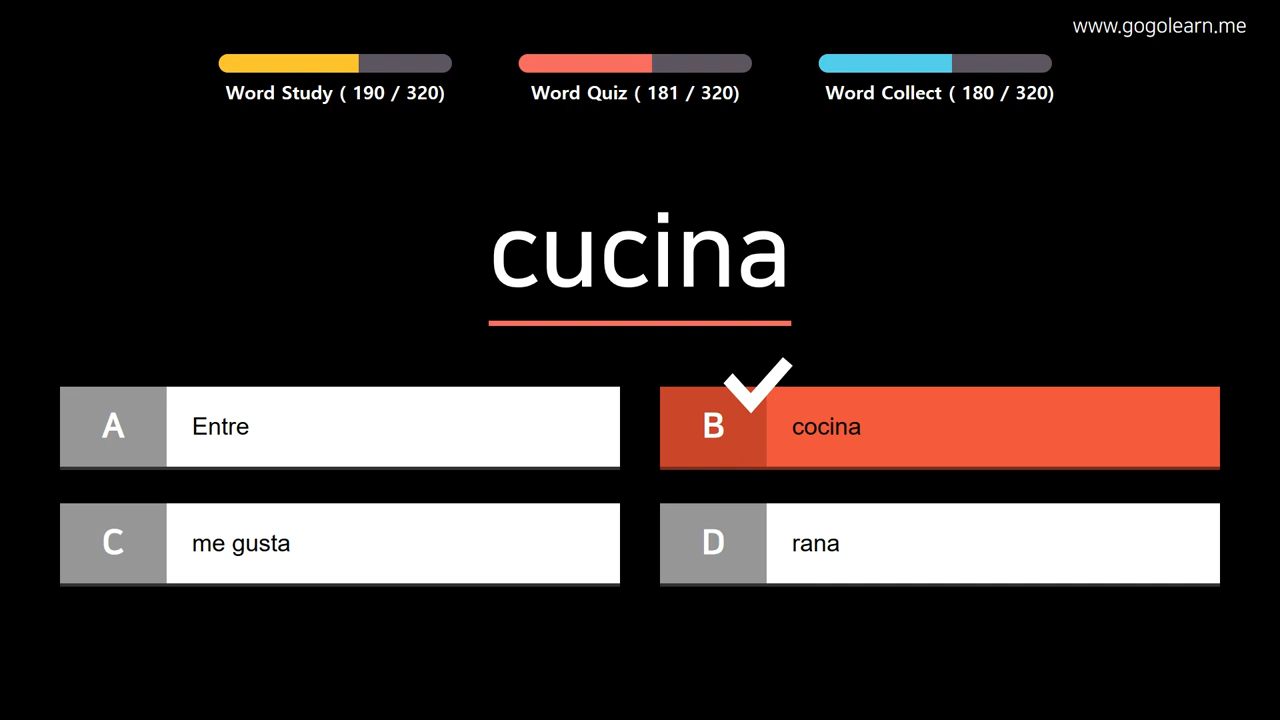 www.gogolearn.me
Word Study ( 190 / 320)
Word Quiz ( 181 / 320)
Word Collect ( 180 / 320)
cucina
A Entre
B cocina
C me gusta
D rana